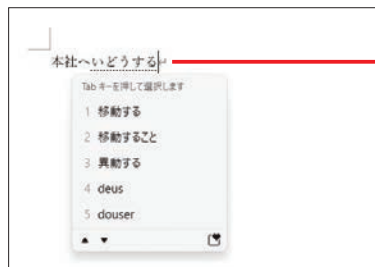 本社へいどうする
Tab キーを押して選択します
1 移動する
2 移動すること
3 異動する
4 deus
5 douser